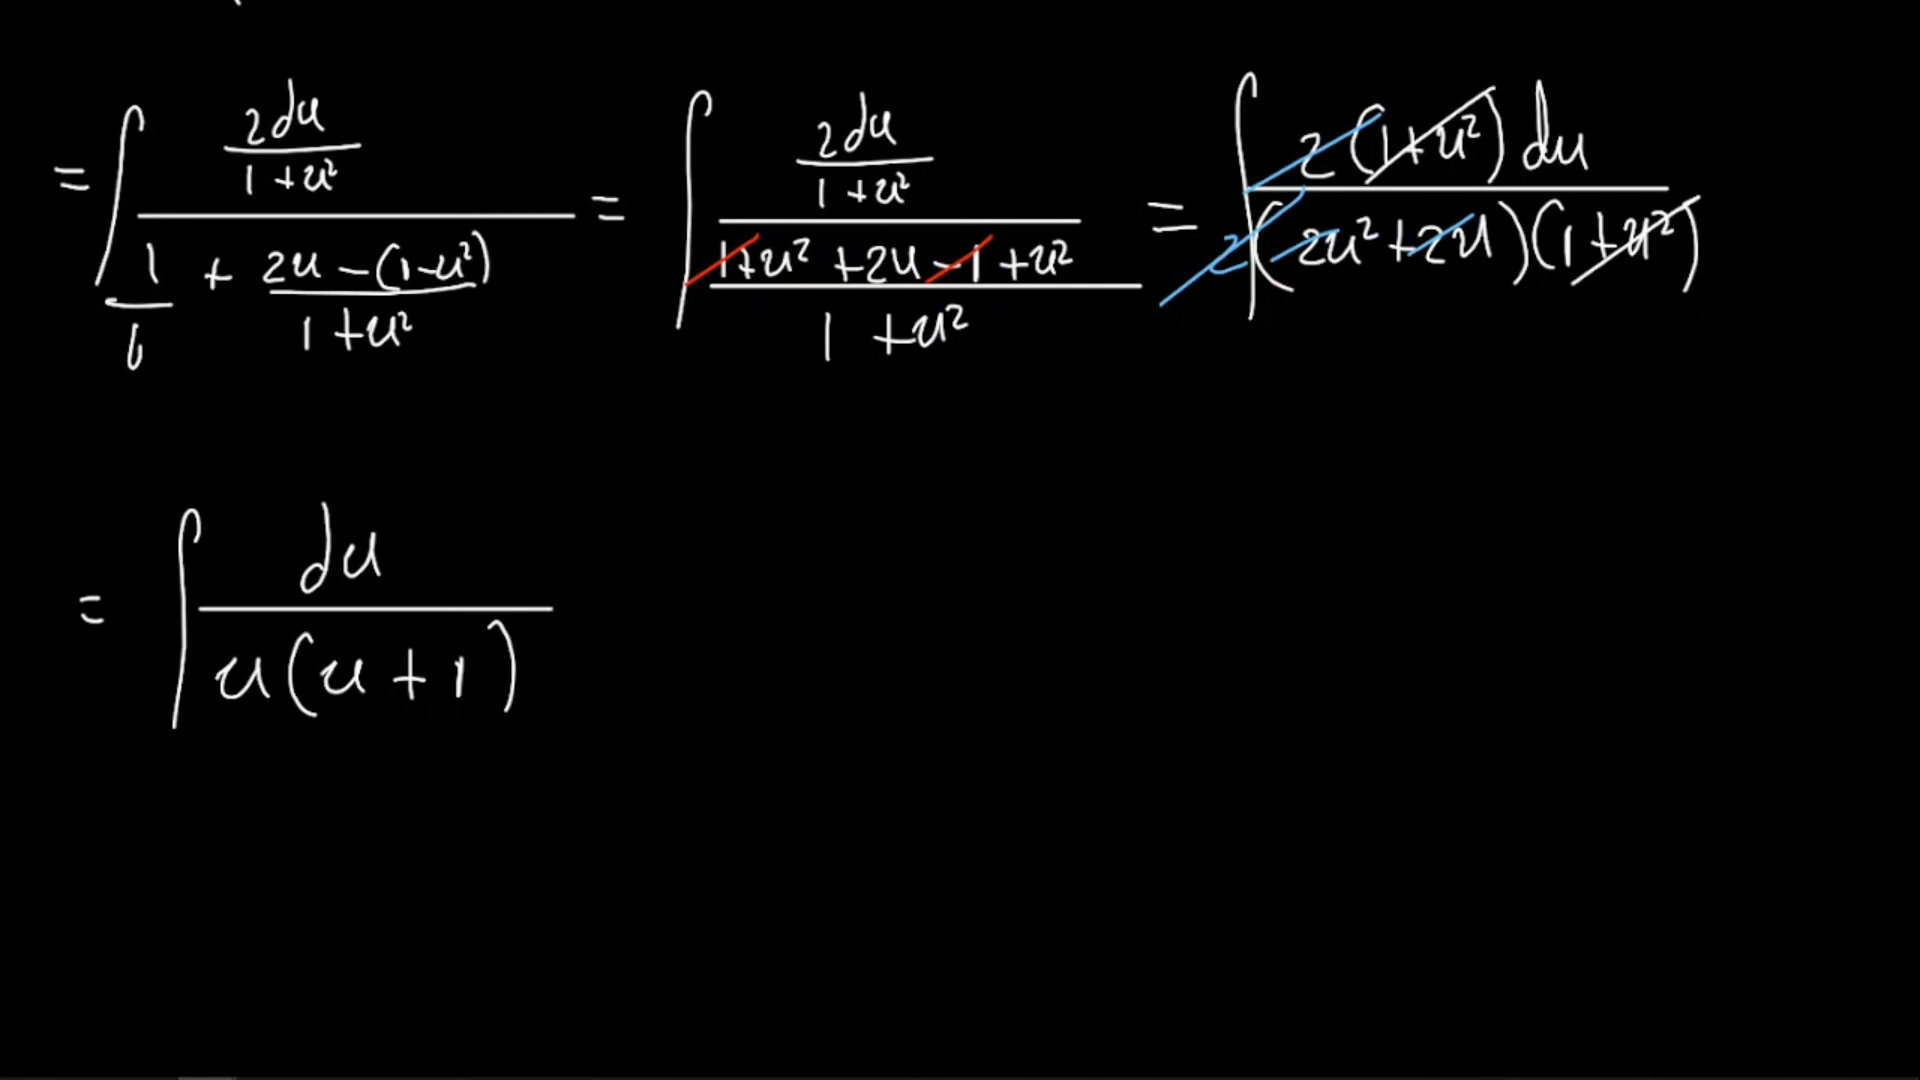 = ∫ (2du/(1+u²)) / (1/1 + (2u-(1-u²))/(1+u²)) = ∫ (2du/(1+u²)) / ((1+u²+2u-1+u²)/(1+u²)) = ∫ 2(1+u²)du / 2(2u²+2u)(1+u²)
= ∫ du / u(u+1)